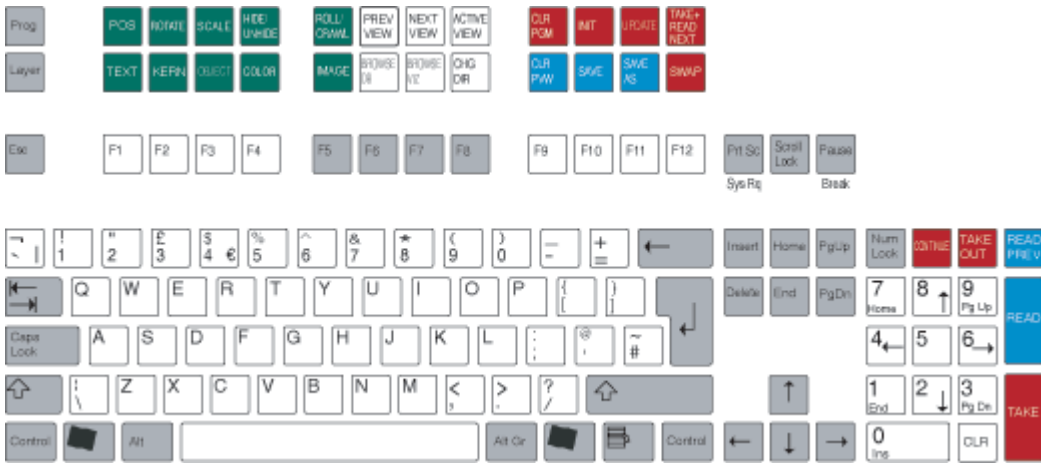 Prog POS ROTATE SCALE HIDE/ ROLL/ PREV NEXT ACTIVE CLR INIT UPDATE TAKE+
UNHIDE CRAWL VIEW VIEW VIEW PGM READ
NEXT
Layer TEXT KERN OBJECT COLOR IMAGE BROWSE BROWSE CHG CLR SAVE SAVE SWAP
DB VIZ DIR PVW AS
Esc F1 F2 F3 F4 F5 F6 F7 F8 F9 F10 F11 F12 Prt Sc Scroll Pause
Lock
Sys Rq Break
¬ ! " £ $ % ^ & * ( ) _ + Insert Home PgUp Num CONTINUE TAKE READ
` | 1 2 3 4 € 5 6 7 8 9 0 - = ← Lock OUT PREV
Q W E R T Y U I O P { } Delete End PgDn 7 8 ↑ 9 READ
[ ] Home Pg Up
Caps A S D F G H J K L : @ ~ 4 ← 5 6 →
Lock ; ' #
¦ Z X C V B N M < > ? ↑ 1 2 ↓ 3 TAKE
\ , . / End Pg Dn
Control Alt Alt Gr Control ← ↓ → 0 CLR
Ins